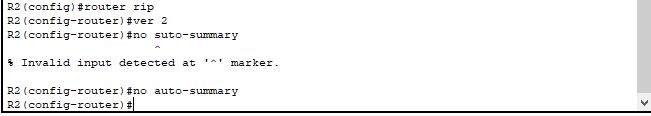 R2(config)#router rip
R2(config-router)#ver 2
R2(config-router)#no suto-summary
^
% Invalid input detected at '^' marker.
R2(config-router)#no auto-summary
R2(config-router)#